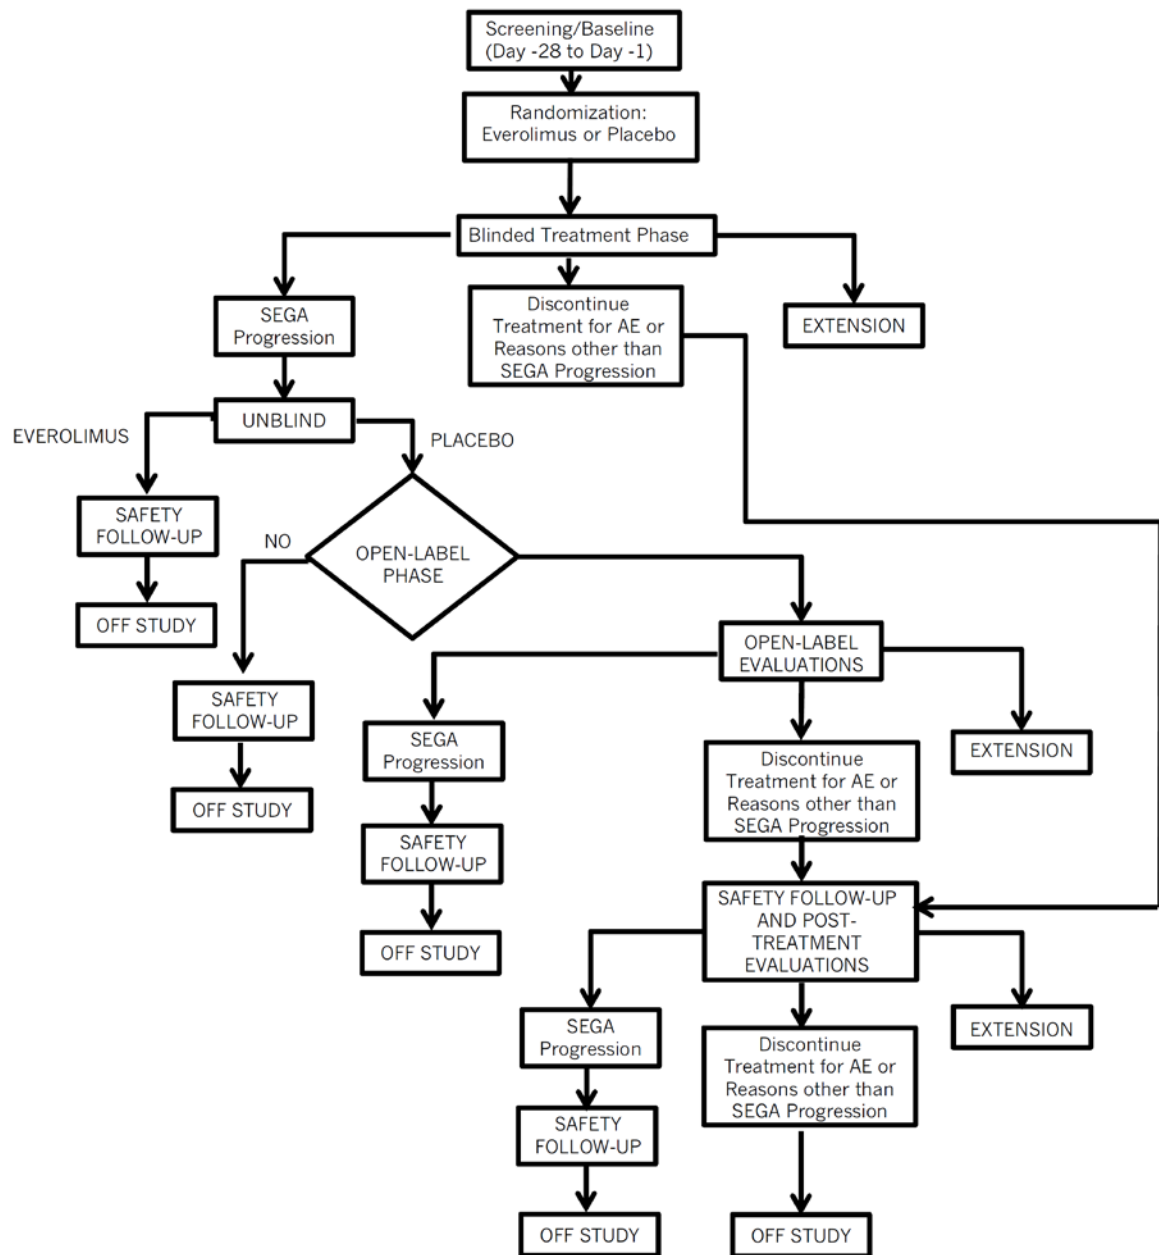 Screening/Baseline
(Day -28 to Day -1)
Randomization:
Everolimus or Placebo
Blinded Treatment Phase
SEGA
Progression
Discontinue
Treatment for AE or
Reasons other than
SEGA Progression
EXTENSION
UNBLIND
EVEROLIMUS
PLACEBO
SAFETY
FOLLOW-UP
OFF STUDY
NO
OPEN-LABEL
PHASE
SAFETY
FOLLOW-UP
OFF STUDY
OPEN-LABEL
EVALUATIONS
SEGA
Progression
SAFETY
FOLLOW-UP
OFF STUDY
Discontinue
Treatment for AE or
Reasons other than
SEGA Progression
EXTENSION
SAFETY FOLLOW-UP
AND POST-
TREATMENT
EVALUATIONS
SEGA
Progression
SAFETY
FOLLOW-UP
OFF STUDY
Discontinue
Treatment for AE or
Reasons other than
SEGA Progression
OFF STUDY
EXTENSION